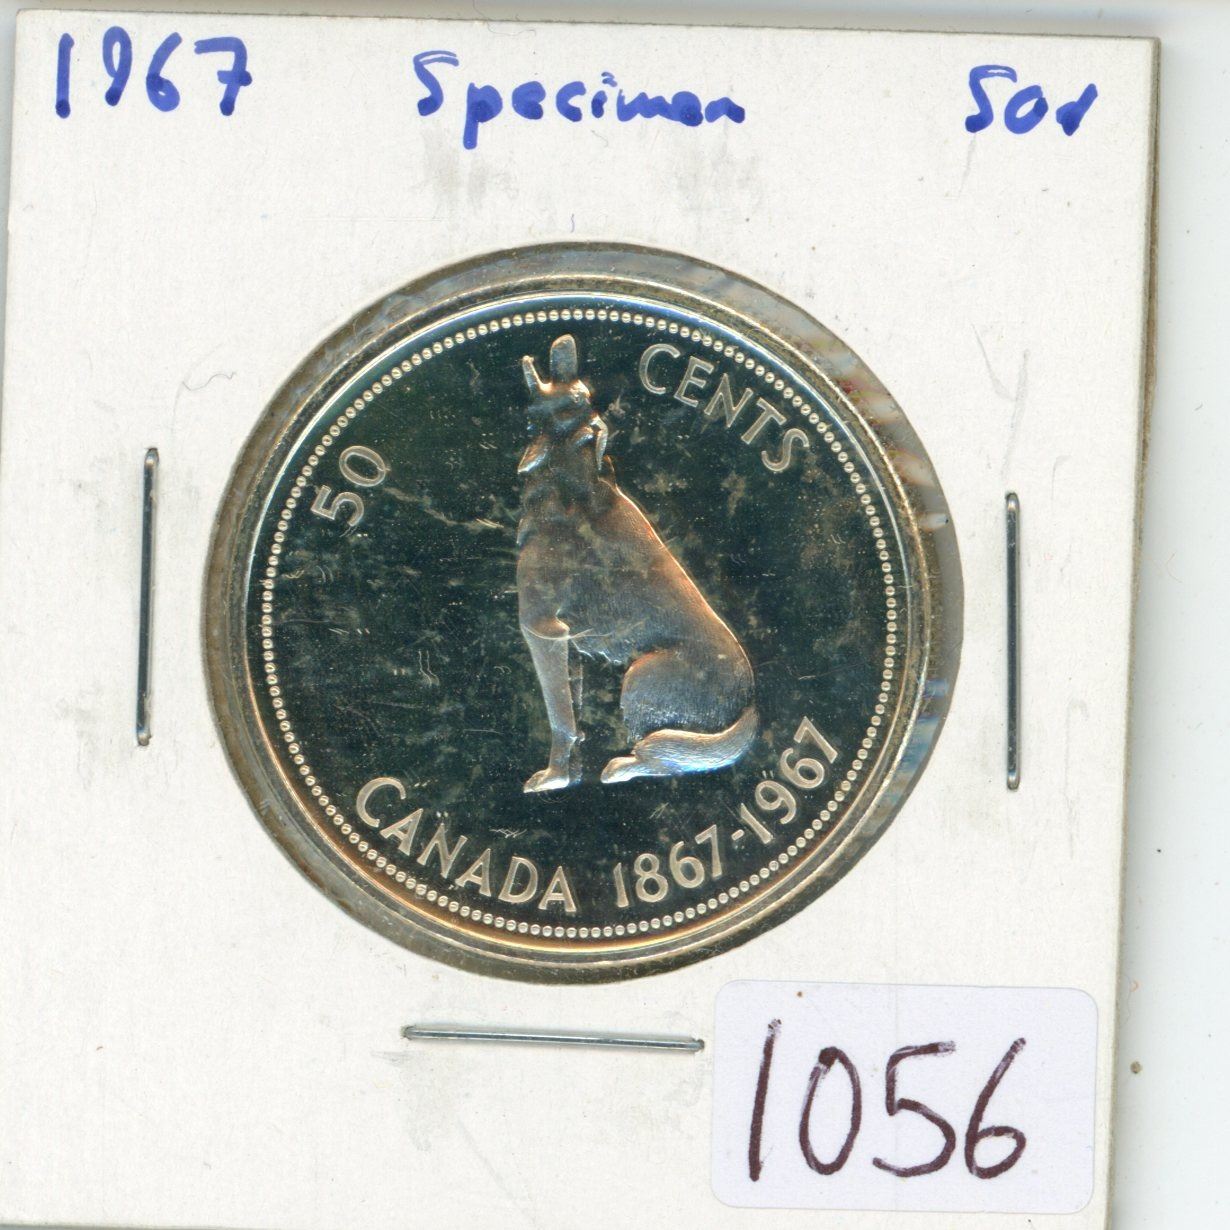 1967 Specimen 50¢
50 CENTS
CANADA 1867-1967
1056